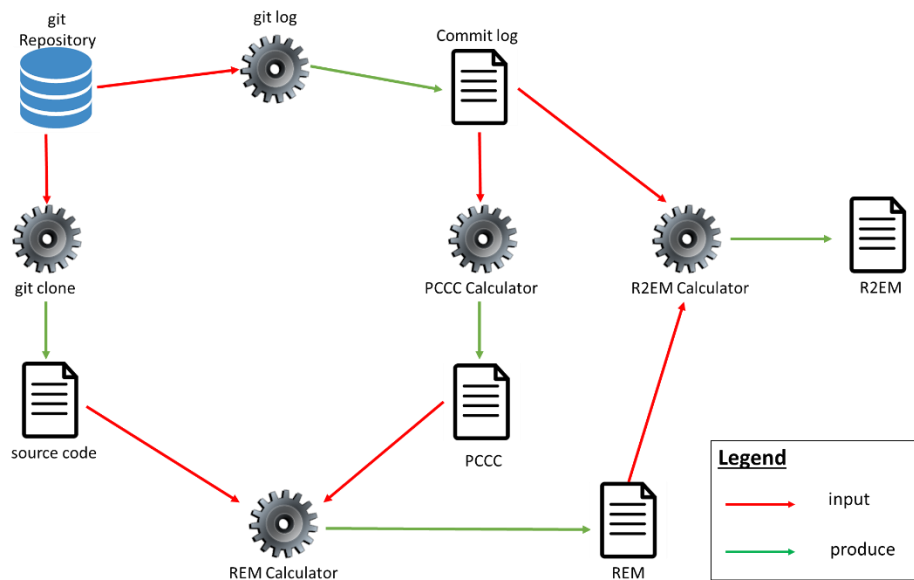 git
Repository
git log
Commit log
git clone
PCCC Calculator
R2EM Calculator
R2EM
source code
PCCC
REM Calculator
REM
Legend
input
produce